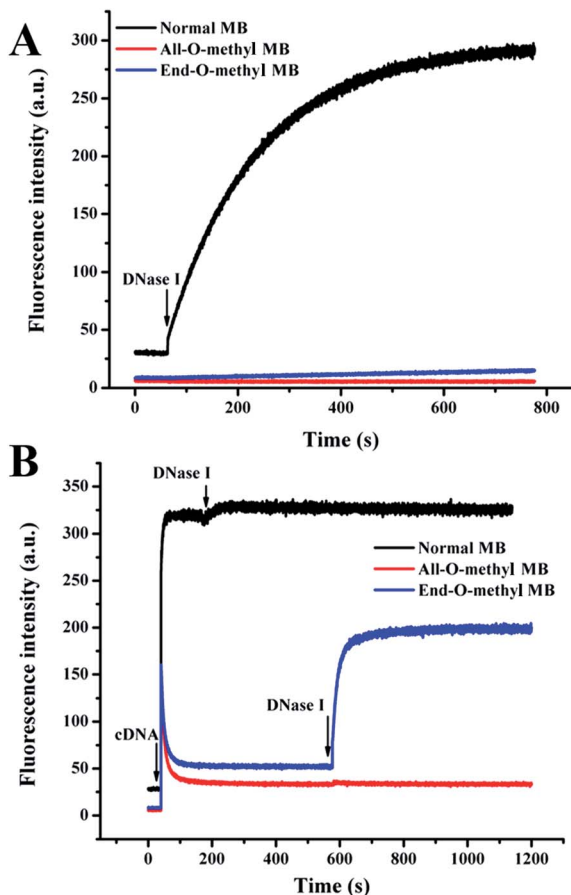 A
Normal MB
All-O-methyl MB
End-O-methyl MB
Fluorescence intensity (a.u.)
300
250
200
150
100
50
0
DNase I
0 200 400 600 800
Time (s)
B
Fluorescence intensity (a.u.)
350
300
250
200
150
100
50
0
DNase I
Normal MB
All-O-methyl MB
End-O-methyl MB
DNase I
cDNA
0 200 400 600 800 1000 1200
Time (s)